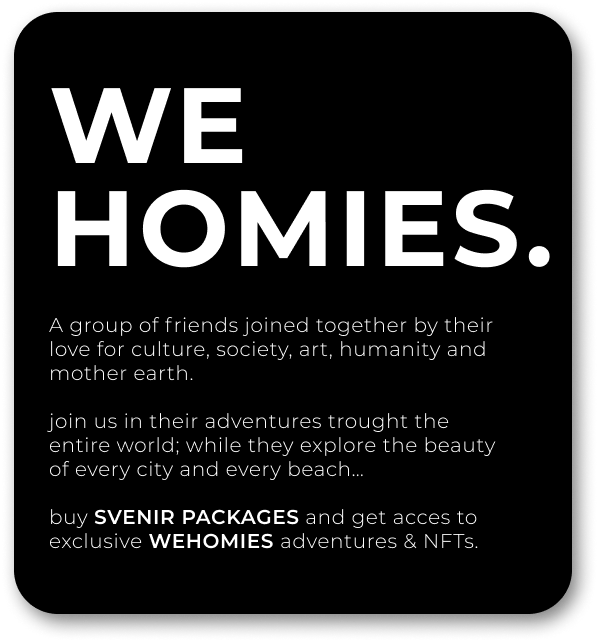 WE
HOMIES.
A group of friends joined together by their
love for culture, society, art, humanity and
mother earth.
join us in their adventures trought the
entire world; while they explore the beauty
of every city and every beach...
buy SVENIR PACKAGES and get acces to
exclusive WEHOMIES adventures & NFTs.